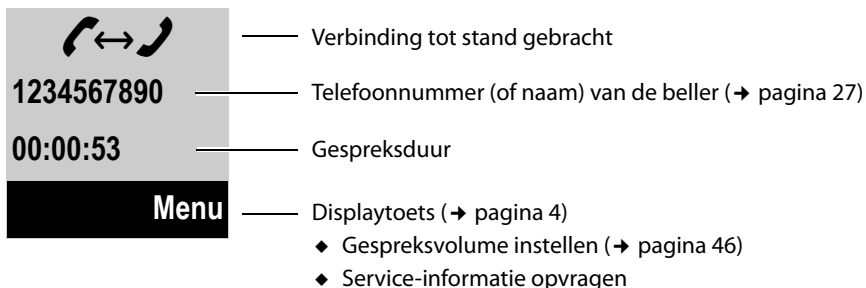 Verbinding tot stand gebracht
1234567890 Telefoonnummer (of naam) van de beller (➔ pagina 27)
00:00:53 Gespreksduur
Menu Displaytoets (➔ pagina 4)
◆ Gespreksvolume instellen (➔ pagina 46)
◆ Service-informatie opvragen